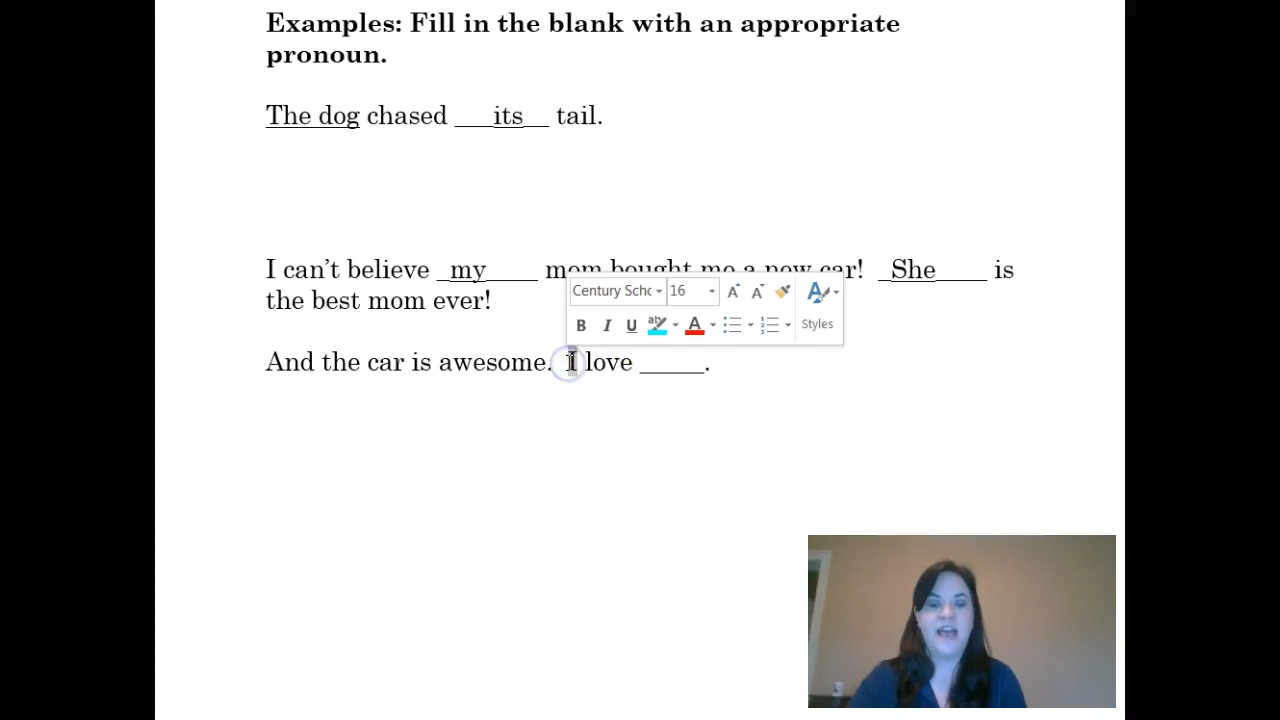 Examples: Fill in the blank with an appropriate
pronoun.
The dog chased ___its__ tail.
I can't believe _my____ mom bought me a new car!  _She____ is
the best mom ever!
Century Schc 16
B I U ab A Styles
And the car is awesome.  I love _____.